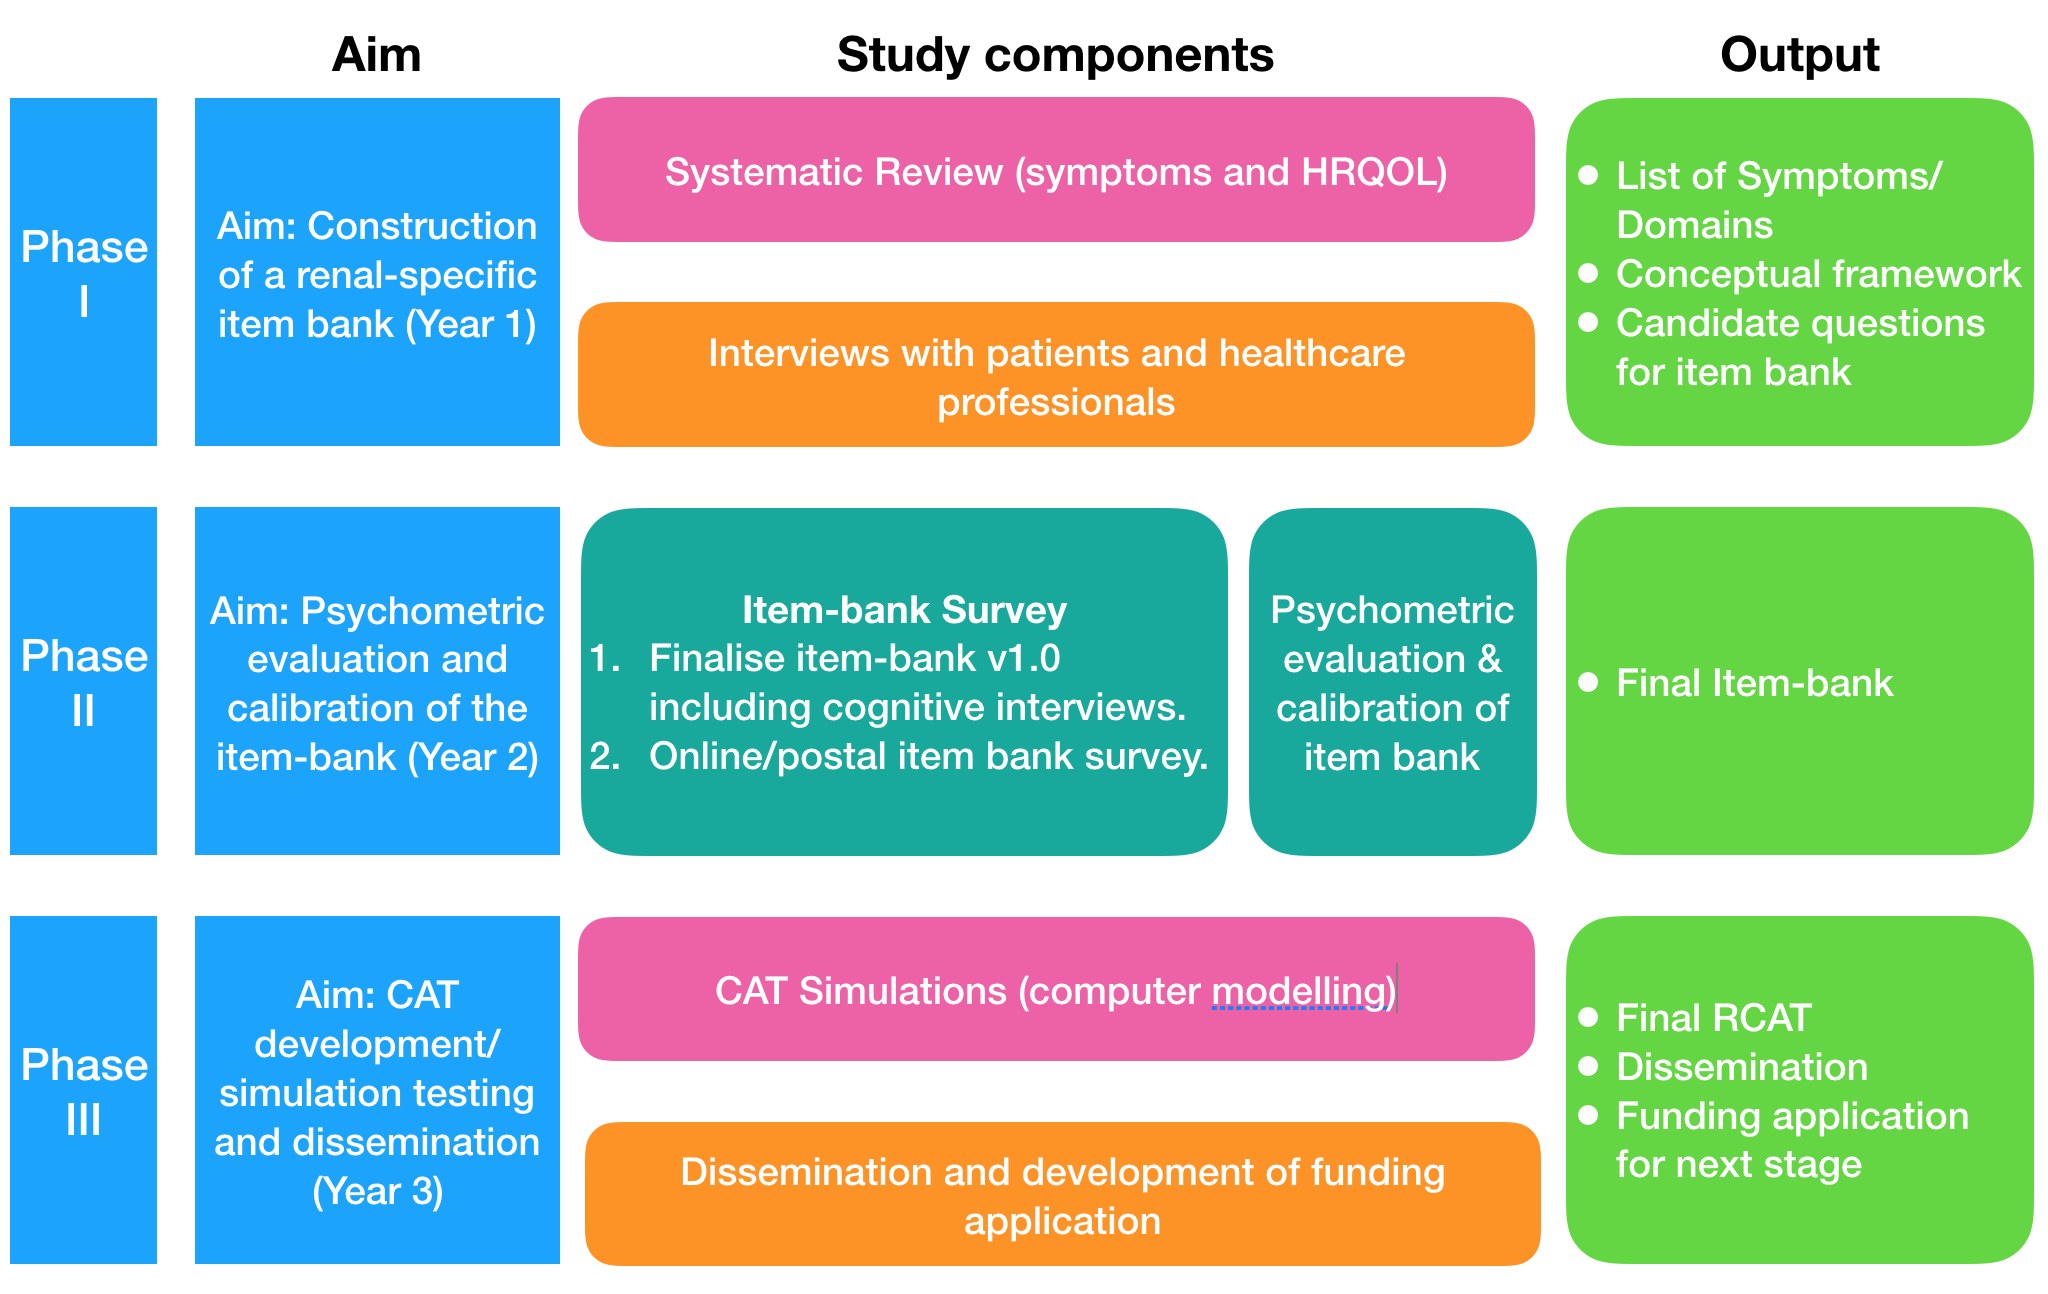 Aim
Study components
Output
Phase
I
Aim: Construction
of a renal-specific
item bank (Year 1)
Systematic Review (symptoms and HRQOL)
Interviews with patients and healthcare
professionals
● List of Symptoms/
Domains
● Conceptual framework
● Candidate questions
for item bank
Phase
II
Aim: Psychometric
evaluation and
calibration of the
item-bank (Year 2)
Item-bank Survey
1. Finalise item-bank v1.0
including cognitive interviews.
2. Online/postal item bank survey.
Psychometric
evaluation &
calibration of
item bank
● Final Item-bank
Phase
III
Aim: CAT
development/
simulation testing
and dissemination
(Year 3)
CAT Simulations (computer modelling)
Dissemination and development of funding
application
● Final RCAT
● Dissemination
● Funding application
for next stage